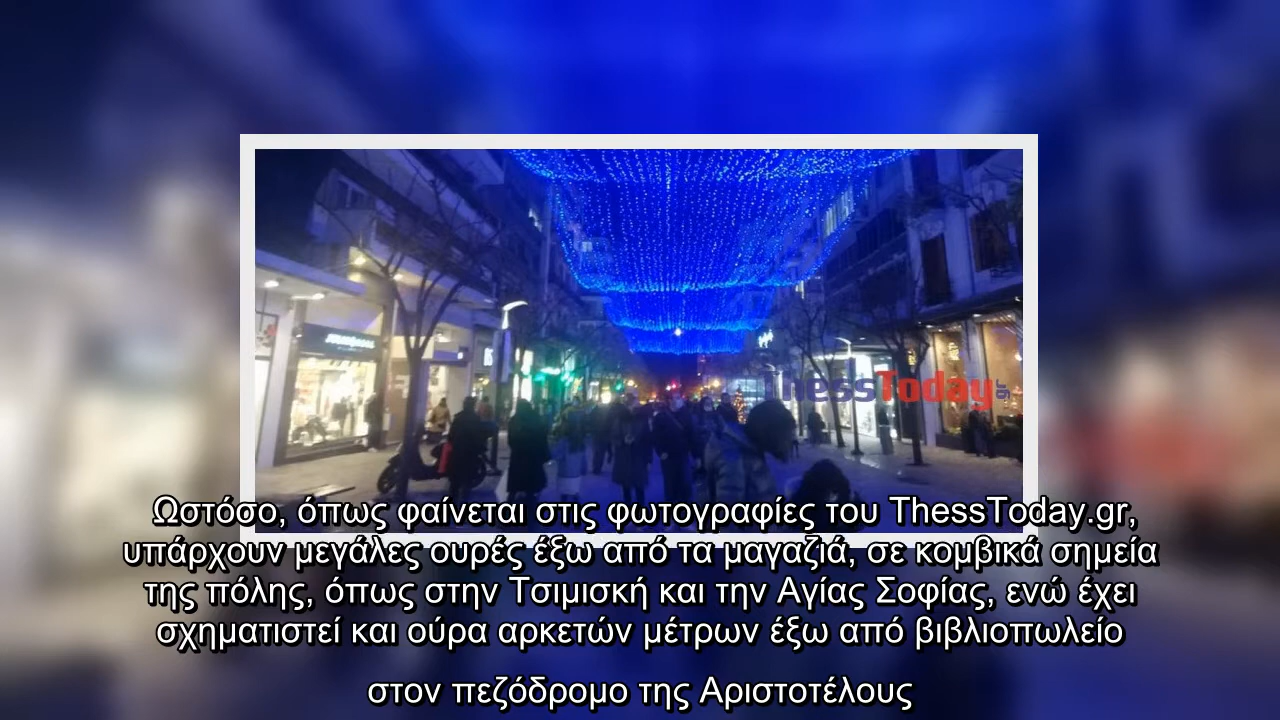 ThessToday.gr
Ωστόσο, όπως φαίνεται στις φωτογραφίες του ThessToday.gr,
υπάρχουν μεγάλες ουρές έξω από τα μαγαζιά, σε κομβικά σημεία
της πόλης, όπως στην Τσιμισκή και την Αγίας Σοφίας, ενώ έχει
σχηματιστεί και ούρα αρκετών μέτρων έξω από βιβλιοπωλείο
στον πεζόδρομο της Αριστοτέλους